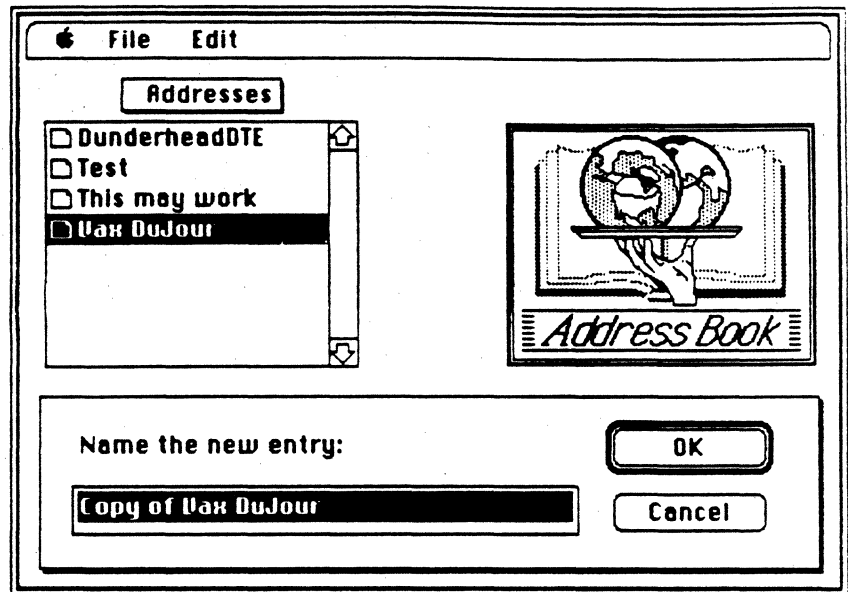 File Edit
Addresses
DunderheadDTE
Test
This may work
Vax DuJour
Address Book
Name the new entry:
OK
Copy of Vax DuJour
Cancel